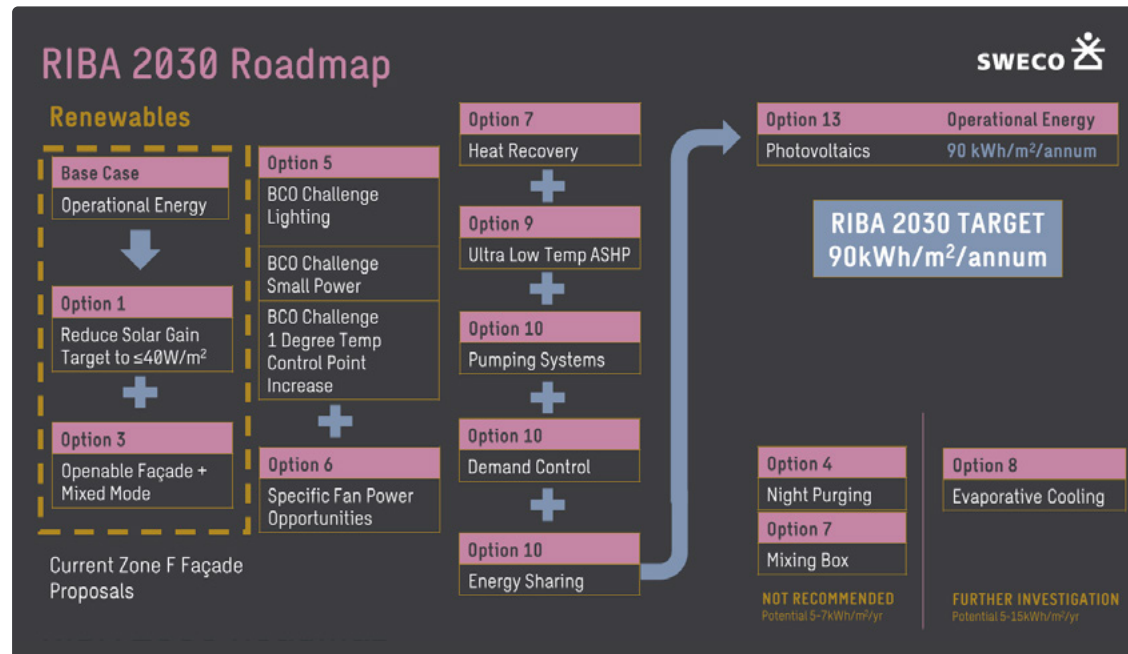 RIBA 2030 Roadmap
SWECO
Renewables
Base Case
Operational Energy
Option 1
Reduce Solar Gain
Target to ≤40W/m²
Option 3
Openable Façade +
Mixed Mode
Current Zone F Façade
Proposals
Option 5
BCO Challenge
Lighting
BCO Challenge
Small Power
BCO Challenge
1 Degree Temp
Control Point
Increase
Option 6
Specific Fan Power
Opportunities
Option 7
Heat Recovery
Option 9
Ultra Low Temp ASHP
Option 10
Pumping Systems
Option 10
Demand Control
Option 10
Energy Sharing
Option 13 Operational Energy
Photovoltaics 90 kWh/m²/annum
RIBA 2030 TARGET
90kWh/m²/annum
Option 4
Night Purging
Option 7
Mixing Box
NOT RECOMMENDED
Potential 5-7kWh/m²/yr
Option 8
Evaporative Cooling
FURTHER INVESTIGATION
Potential 5-15kWh/m²/yr